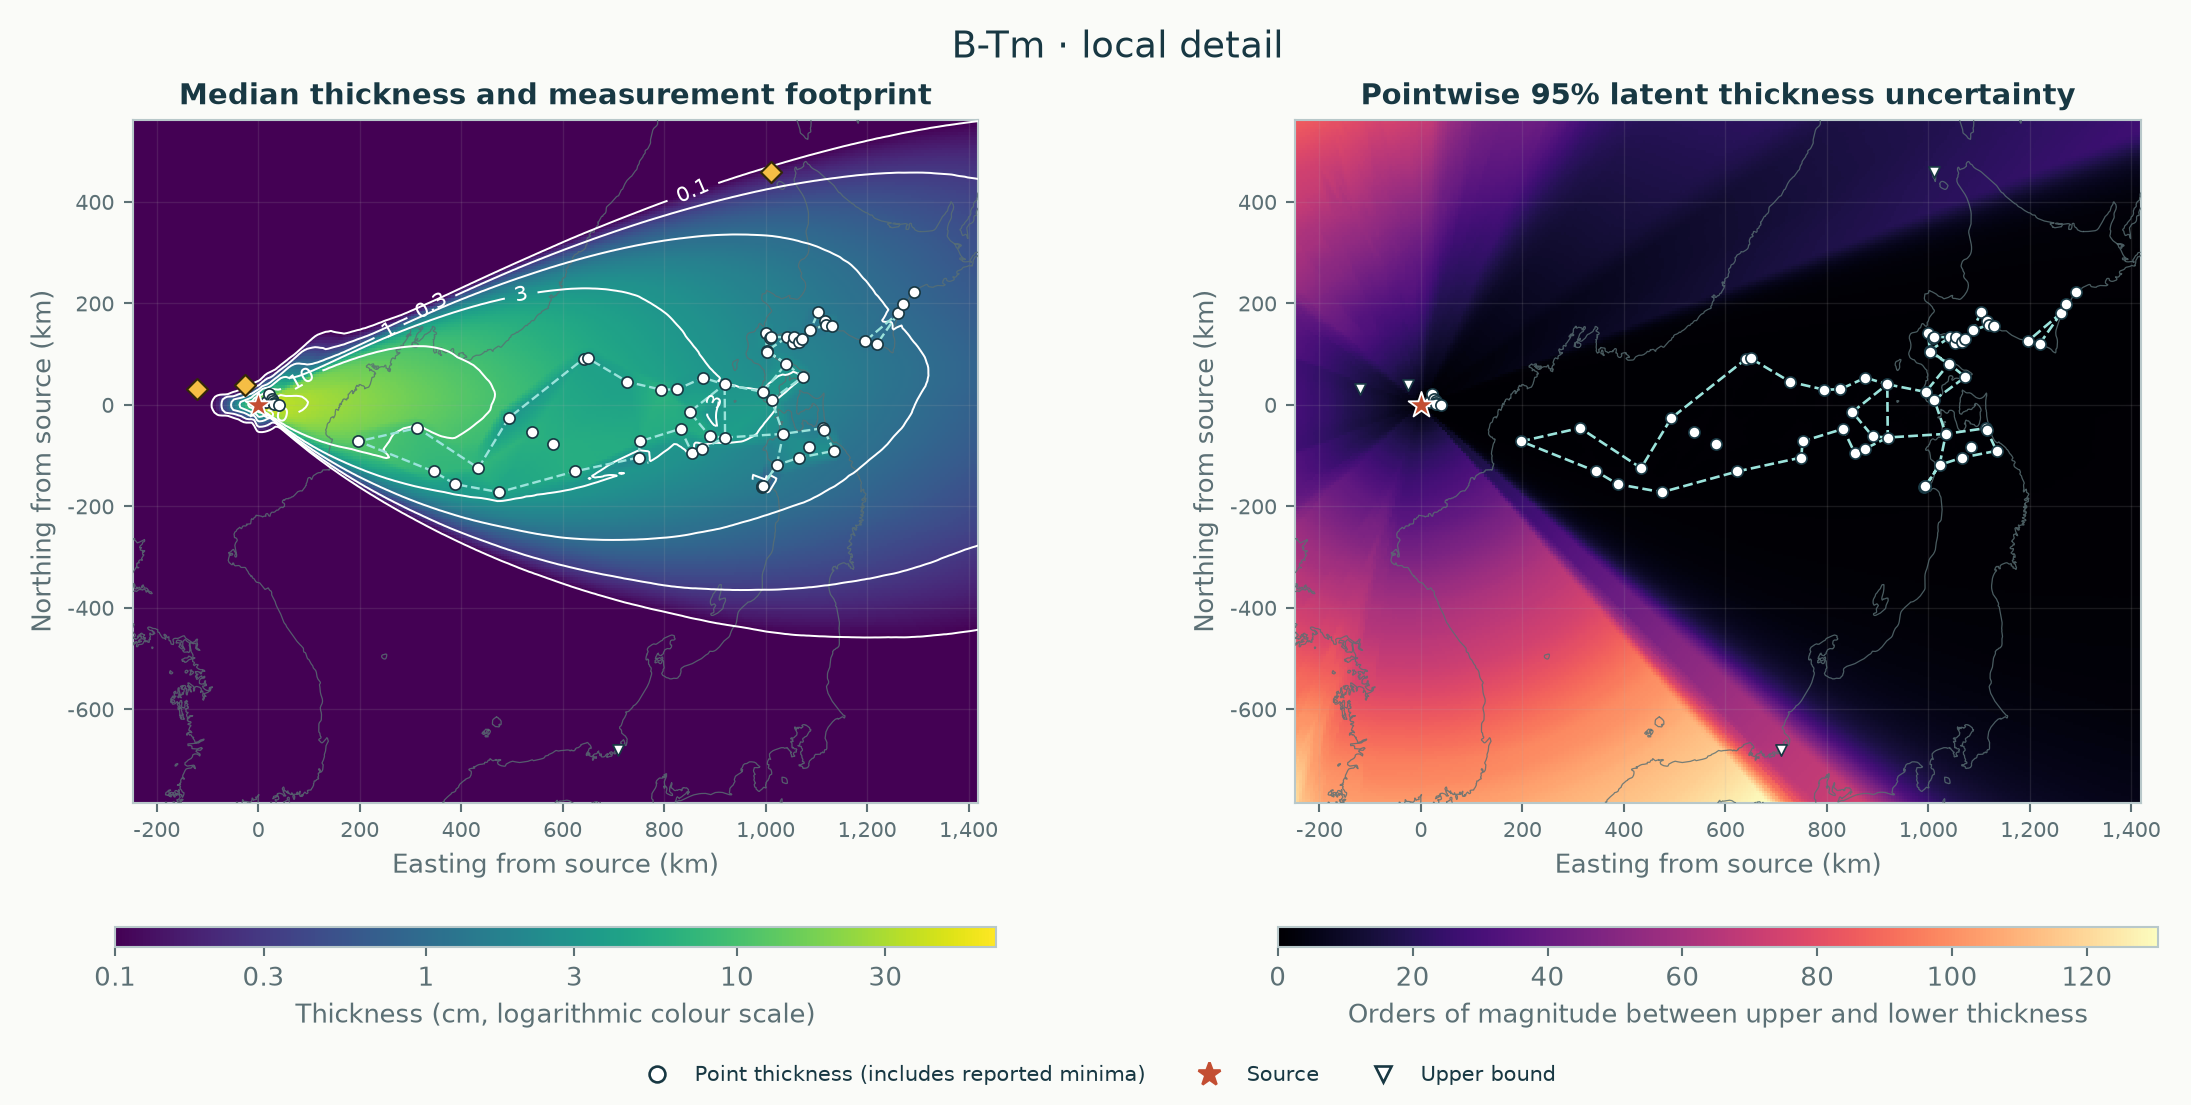 B-Tm · local detail
Median thickness and measurement footprint
Pointwise 95% latent thickness uncertainty
Northing from source (km)
400
200
0
-200
-400
-600
0.1
0.3
1
3
10
3
1
-200 0 200 400 600 800 1,000 1,200 1,400
Easting from source (km)
Northing from source (km)
400
200
0
-200
-400
-600
-200 0 200 400 600 800 1,000 1,200 1,400
Easting from source (km)
0.1 0.3 1 3 10 30
Thickness (cm, logarithmic colour scale)
0 20 40 60 80 100 120
Orders of magnitude between upper and lower thickness
Point thickness (includes reported minima)
Source
Upper bound